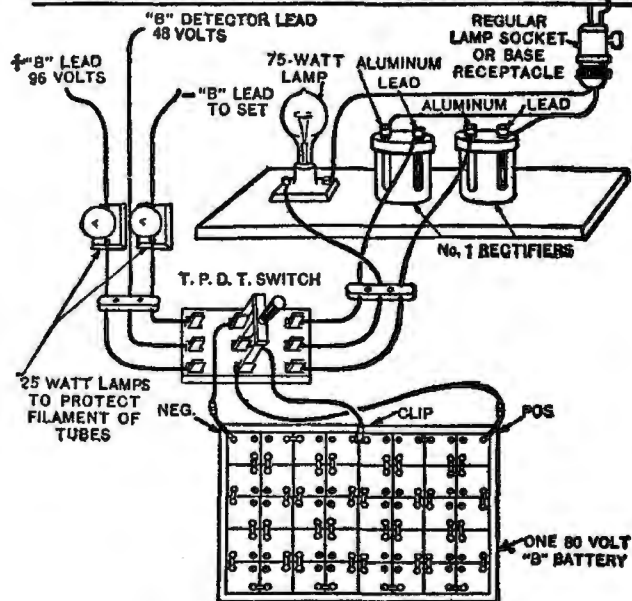 "B" DETECTOR LEAD
48 VOLTS
+"B" LEAD
96 VOLTS
-"B" LEAD
TO SET
75-WATT
LAMP
ALUMINUM
LEAD
ALUMINUM
LEAD
REGULAR
LAMP SOCKET
OR BASE
RECEPTACLE
No. 1 RECTIFIERS
T. P. D. T. SWITCH
25 WATT LAMPS
TO PROTECT
FILAMENT OF
TUBES
NEG.
CLIP
POS.
ONE 80 VOLT
"B" BATTERY